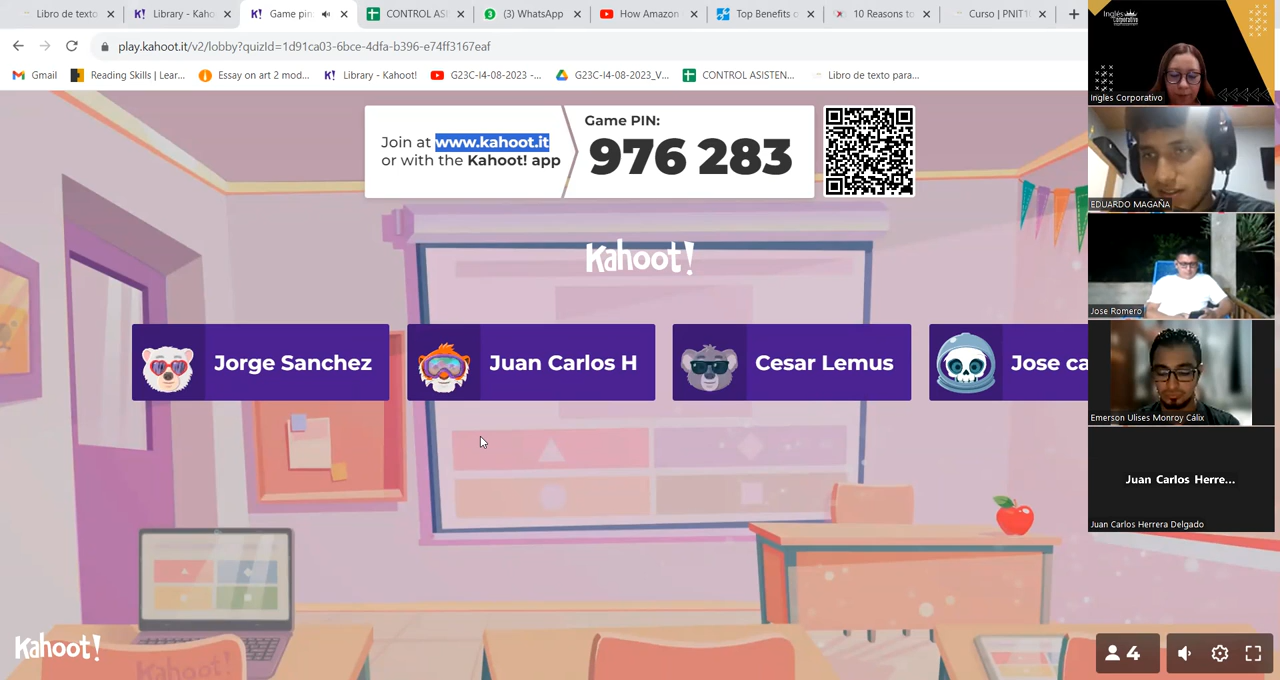 Libro de texto
Library - Kaho
Game pin:
CONTROL AS
(3) WhatsApp
How Amazon
Top Benefits o
10 Reasons to
Curso | PNIT1
play.kahoot.it/v2/lobby?quizId=1d91ca03-6bce-4dfa-b396-e74ff3167eaf
Gmail
Reading Skills | Lear...
Essay on art 2 mod...
Library - Kahoot!
G23C-I4-08-2023 -...
G23C-I4-08-2023_V...
CONTROL ASISTEN...
Libro de texto para...
Join at www.kahoot.it
or with the Kahoot! app
Game PIN:
976 283
Kahoot!
Jorge Sanchez
Juan Carlos H
Cesar Lemus
Jose ca
Kahoot!
Kahoot!
4
Inglés
Corporativo
Ingles Corporativo
EDUARDO MAGAÑA
Jose Romero
Emerson Ulises Monroy Cálix
Juan Carlos Herre...
Juan Carlos Herrera Delgado